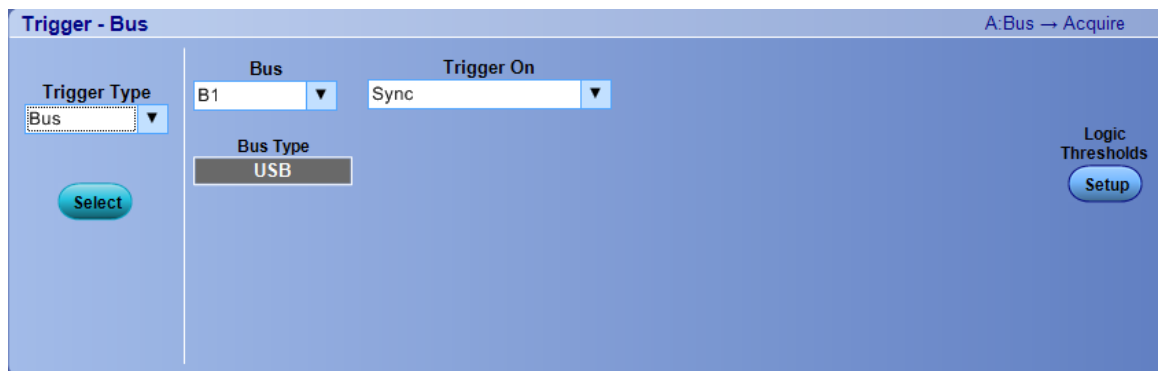 Trigger - Bus
A:Bus → Acquire
Trigger Type
Bus
Select
Bus
B1
Bus Type
USB
Trigger On
Sync
Logic
Thresholds
Setup